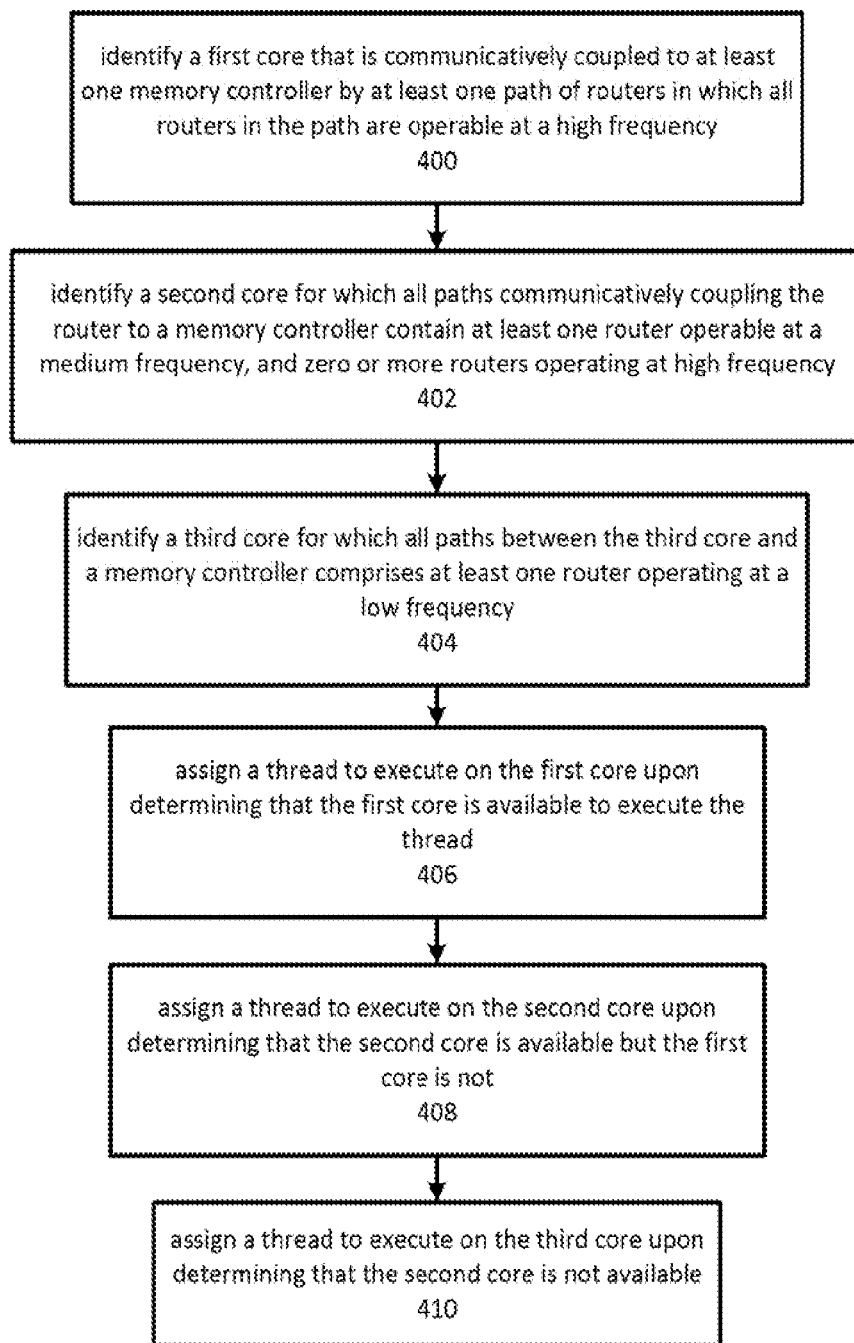 identify a first core that is communicatively coupled to at least
one memory controller by at least one path of routers in which all
routers in the path are operable at a high frequency
400
identify a second core for which all paths communicatively coupling the
router to a memory controller contain at least one router operable at a
medium frequency, and zero or more routers operating at high frequency
402
identify a third core for which all paths between the third core and
a memory controller comprises at least one router operating at a
low frequency
404
assign a thread to execute on the first core upon
determining that the first core is available to execute the
thread
406
assign a thread to execute on the second core upon
determining that the second core is available but the first
core is not
408
assign a thread to execute on the third core upon
determining that the second core is not available
410